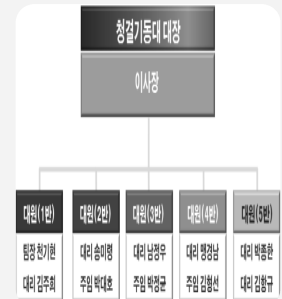 청결기동대 대장
이사장
대원(1반) 대원(2반) 대원(3반) 대원(4반) 대원(5반)
팀장 천기현 대리 송미령 대리 남정우 대리 맹경남 대리 박종한
대리 김주희 주임 박대호 주임 박정균 주임 김형선 대리 김항규